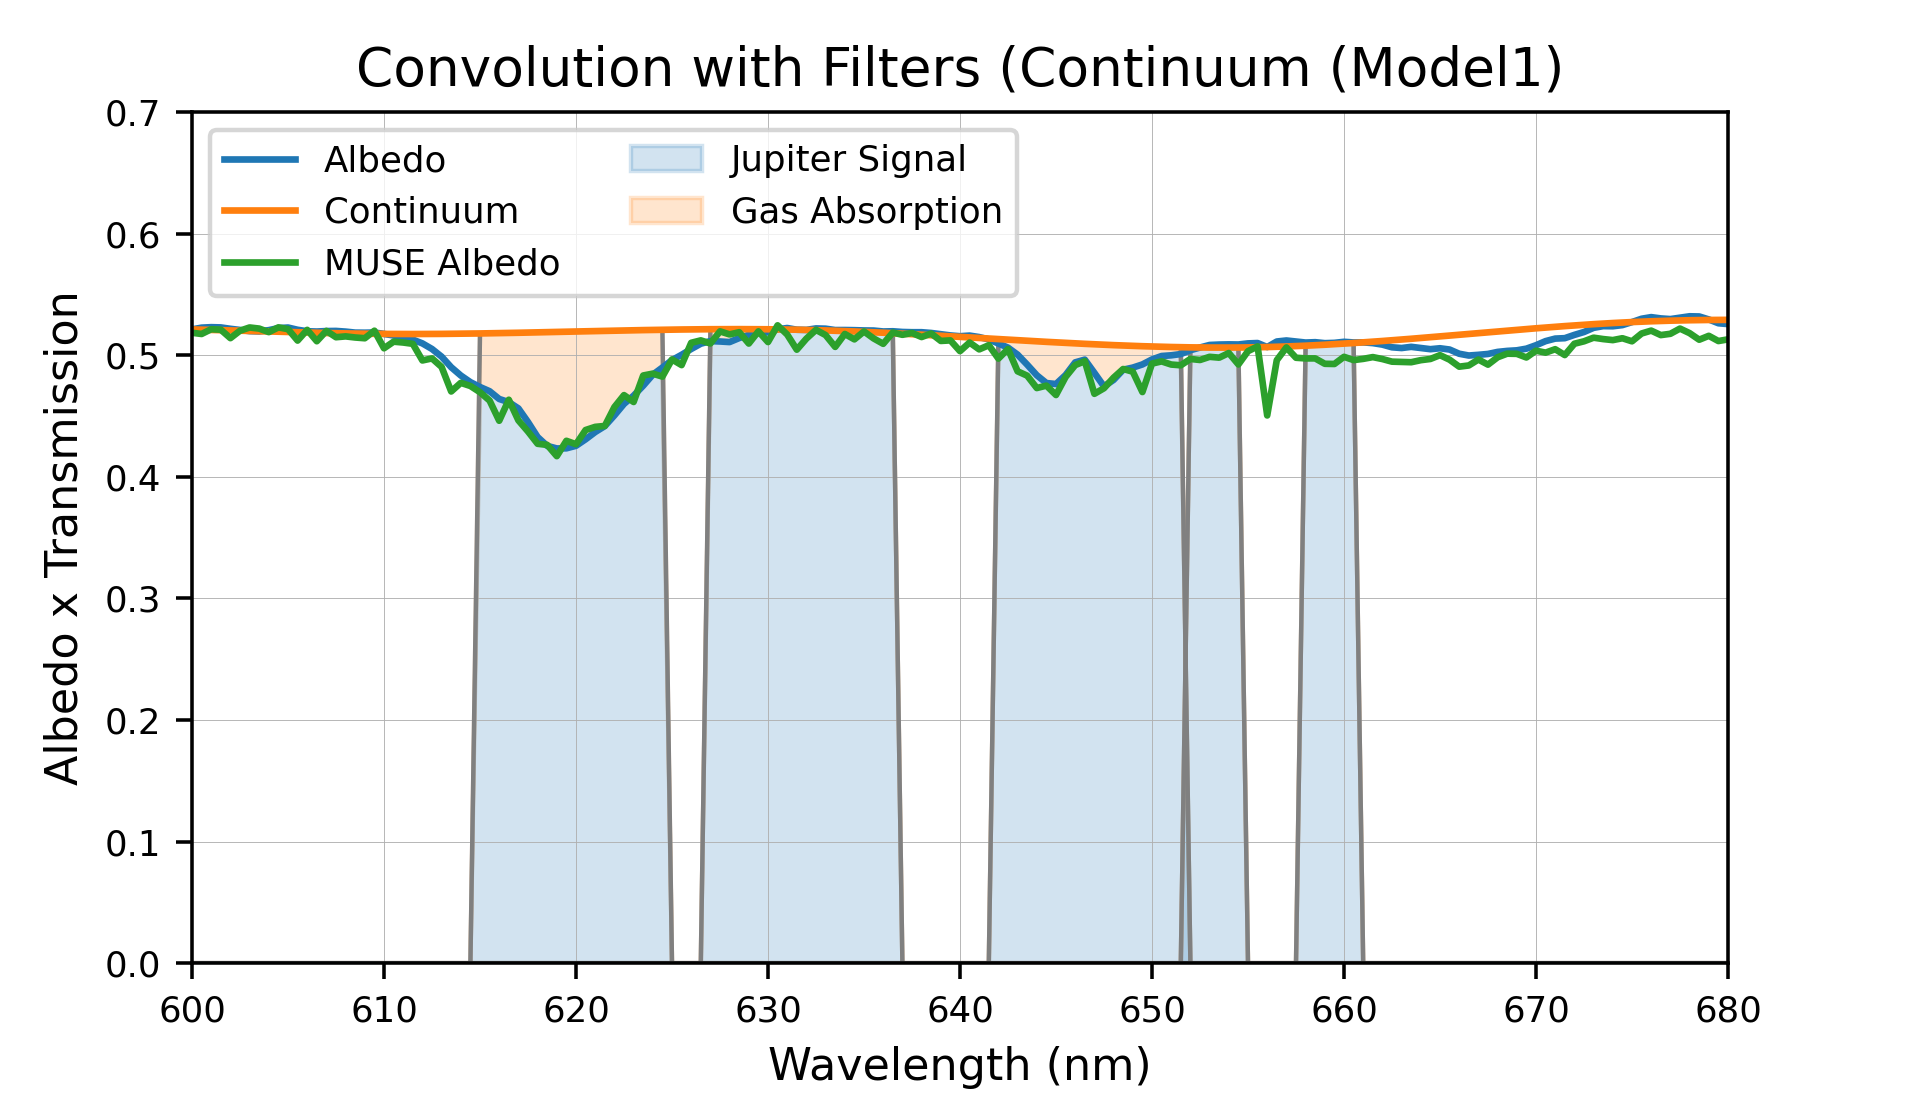 Convolution with Filters (Continuum (Model1)
Albedo
Continuum
MUSE Albedo
Jupiter Signal
Gas Absorption
Albedo x Transmission
0.7
0.6
0.5
0.4
0.3
0.2
0.1
0.0
600 610 620 630 640 650 660 670 680
Wavelength (nm)